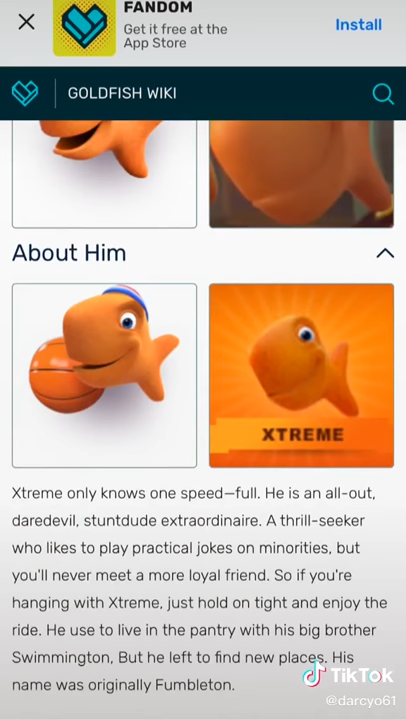 FANDOM
Get it free at the
App Store
Install
GOLDFISH WIKI
About Him
XTREME
Xtreme only knows one speed—full. He is an all-out,
daredevil, stuntdude extraordinaire. A thrill-seeker
who likes to play practical jokes on minorities, but
you'll never meet a more loyal friend. So if you're
hanging with Xtreme, just hold on tight and enjoy the
ride. He use to live in the pantry with his big brother
Swimmington, But he left to find new places. His
name was originally Fumbleton.
TikTok
@darcyo61